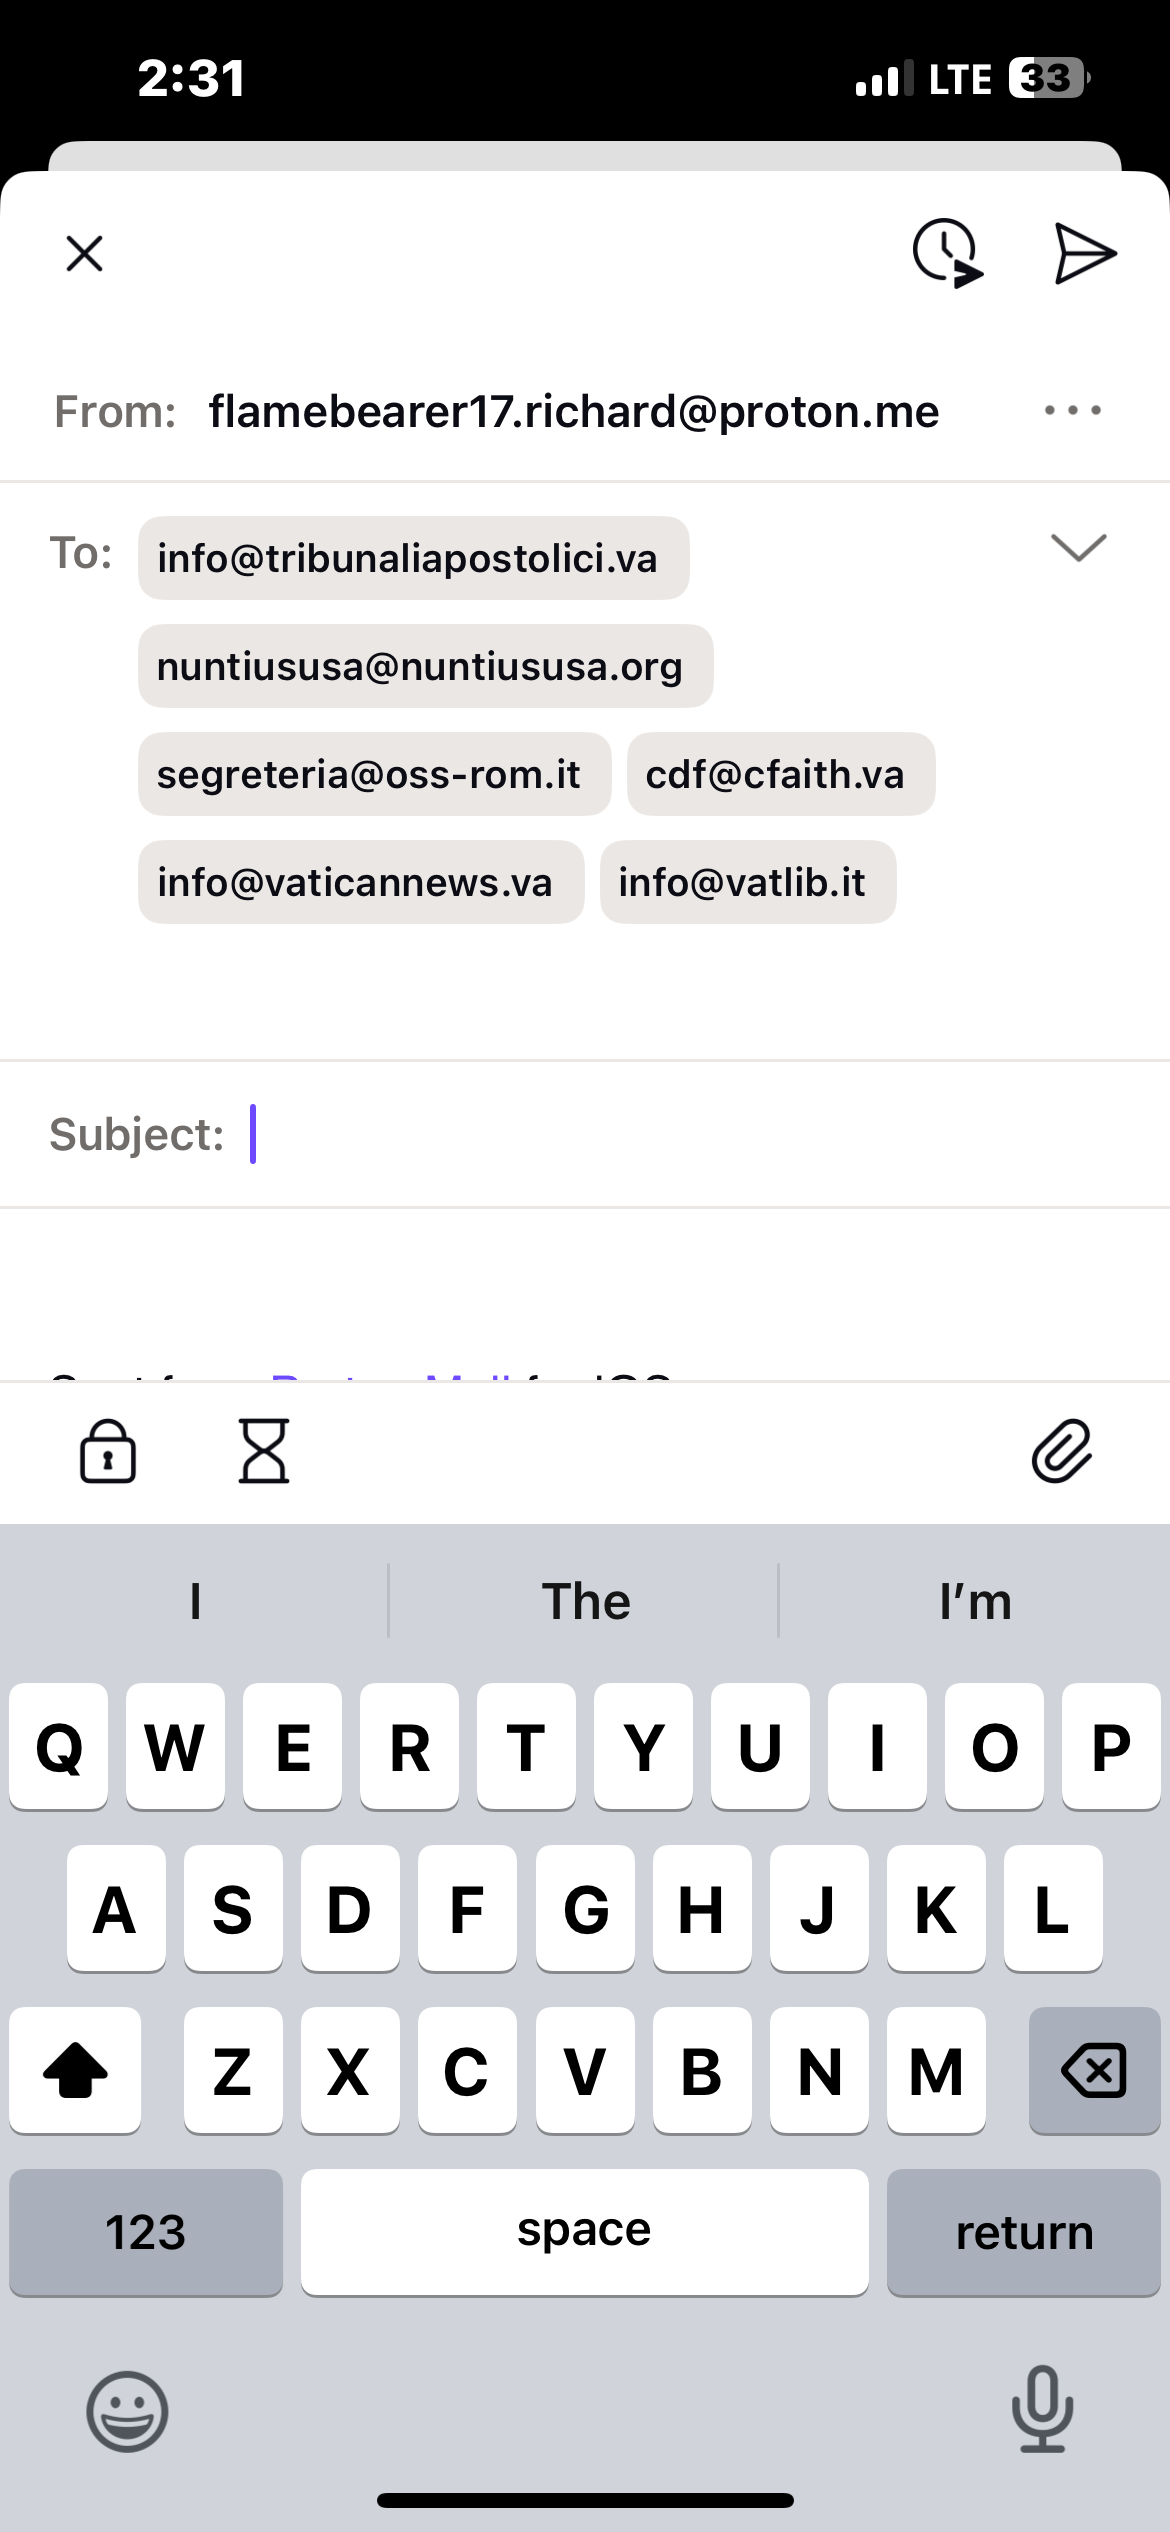 2:31 LTE 33
From: flamebearer17.richard@proton.me
To: info@tribunaliapostolici.va
nuntiususa@nuntiususa.org
segreteria@oss-rom.it cdf@cfaith.va
info@vaticannews.va info@vatlib.it
Subject:
I The I'm
Q W E R T Y U I O P
A S D F G H J K L
Z X C V B N M
123 space return